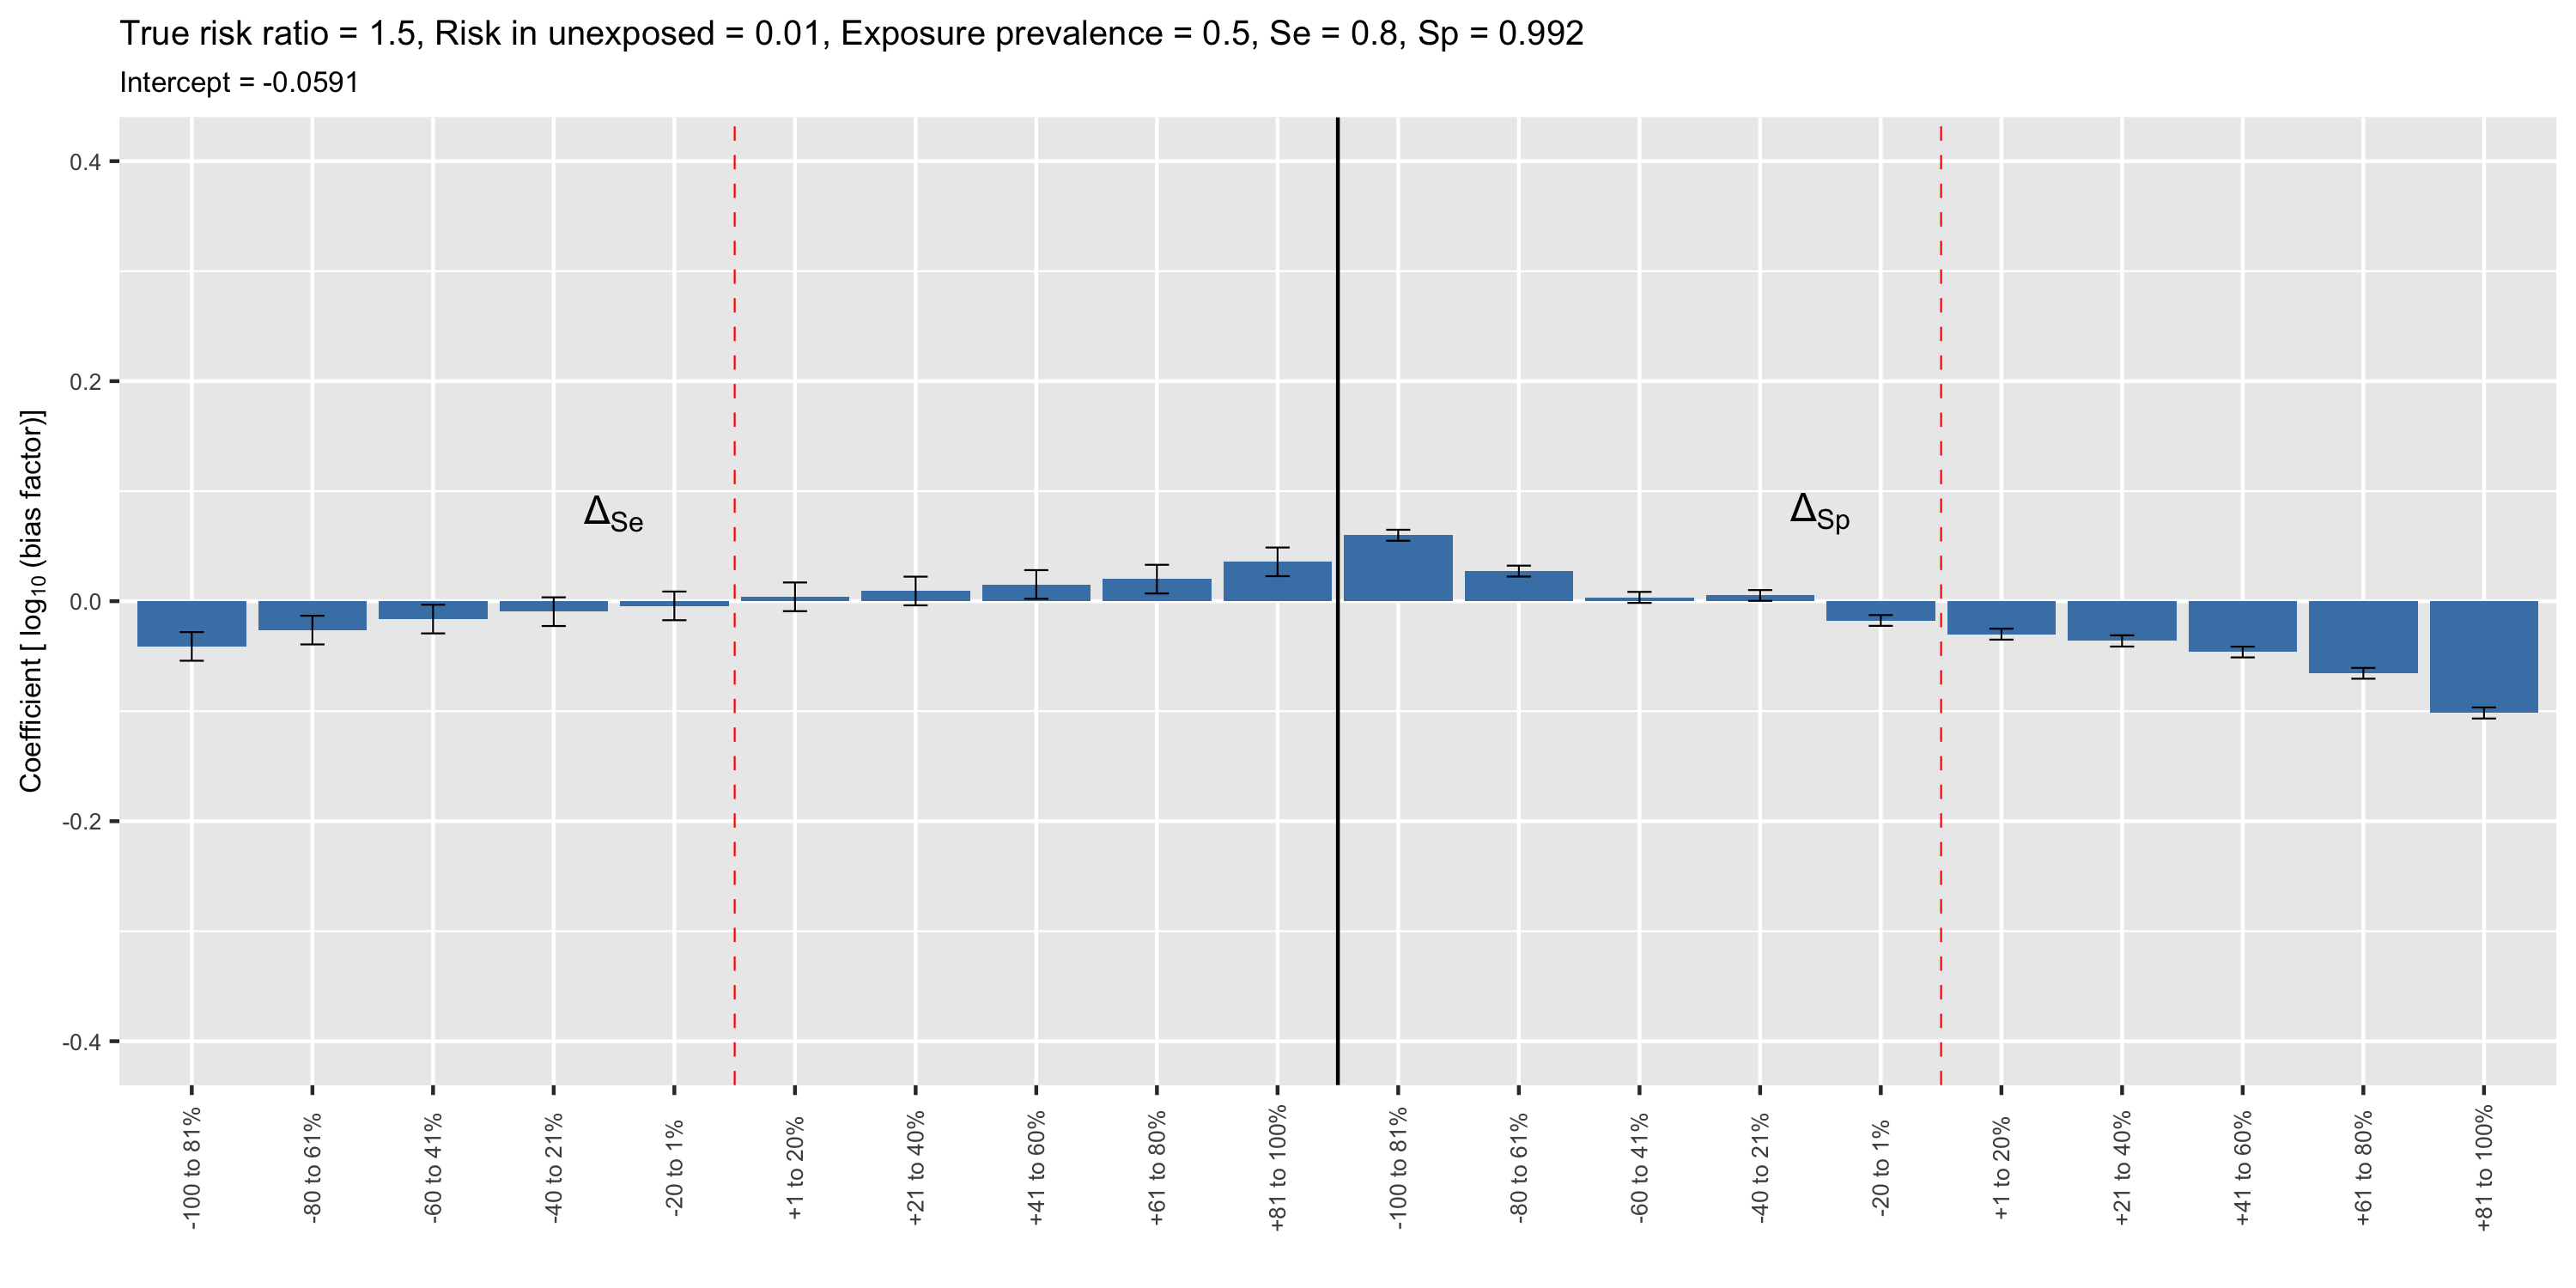 True risk ratio = 1.5, Risk in unexposed = 0.01, Exposure prevalence = 0.5, Se = 0.8, Sp = 0.992
Intercept = -0.0591
Coefficient [ log10 (bias factor)]
0.4
0.2
0.0
-0.2
-0.4
ΔSe
ΔSp
-100 to 81%
-80 to 61%
-60 to 41%
-40 to 21%
-20 to 1%
+1 to 20%
+21 to 40%
+41 to 60%
+61 to 80%
+81 to 100%
-100 to 81%
-80 to 61%
-60 to 41%
-40 to 21%
-20 to 1%
+1 to 20%
+21 to 40%
+41 to 60%
+61 to 80%
+81 to 100%